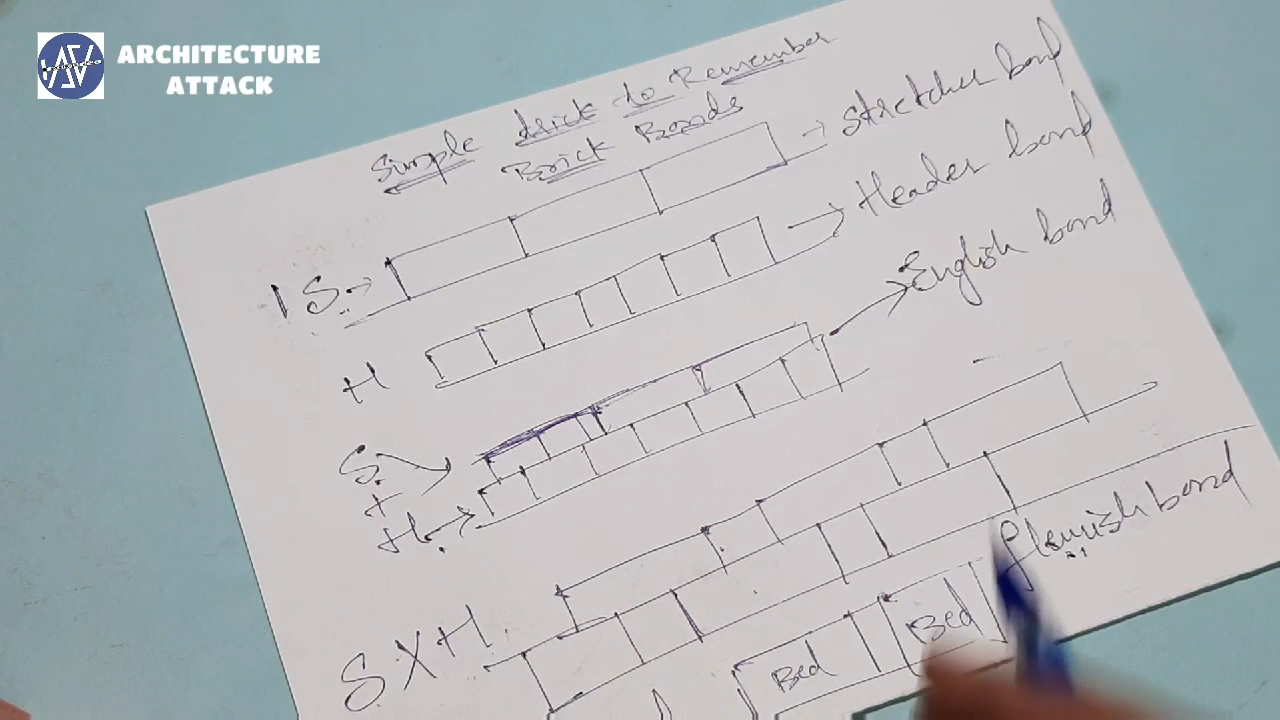 ARCHITECTURE
ATTACK
Simple trick to Remember
Brick Bonds
1 S. → → Stretcher bond
H → Header bond
S. → English bond
+
H. →
S X H. flemish bond
Bed Bed